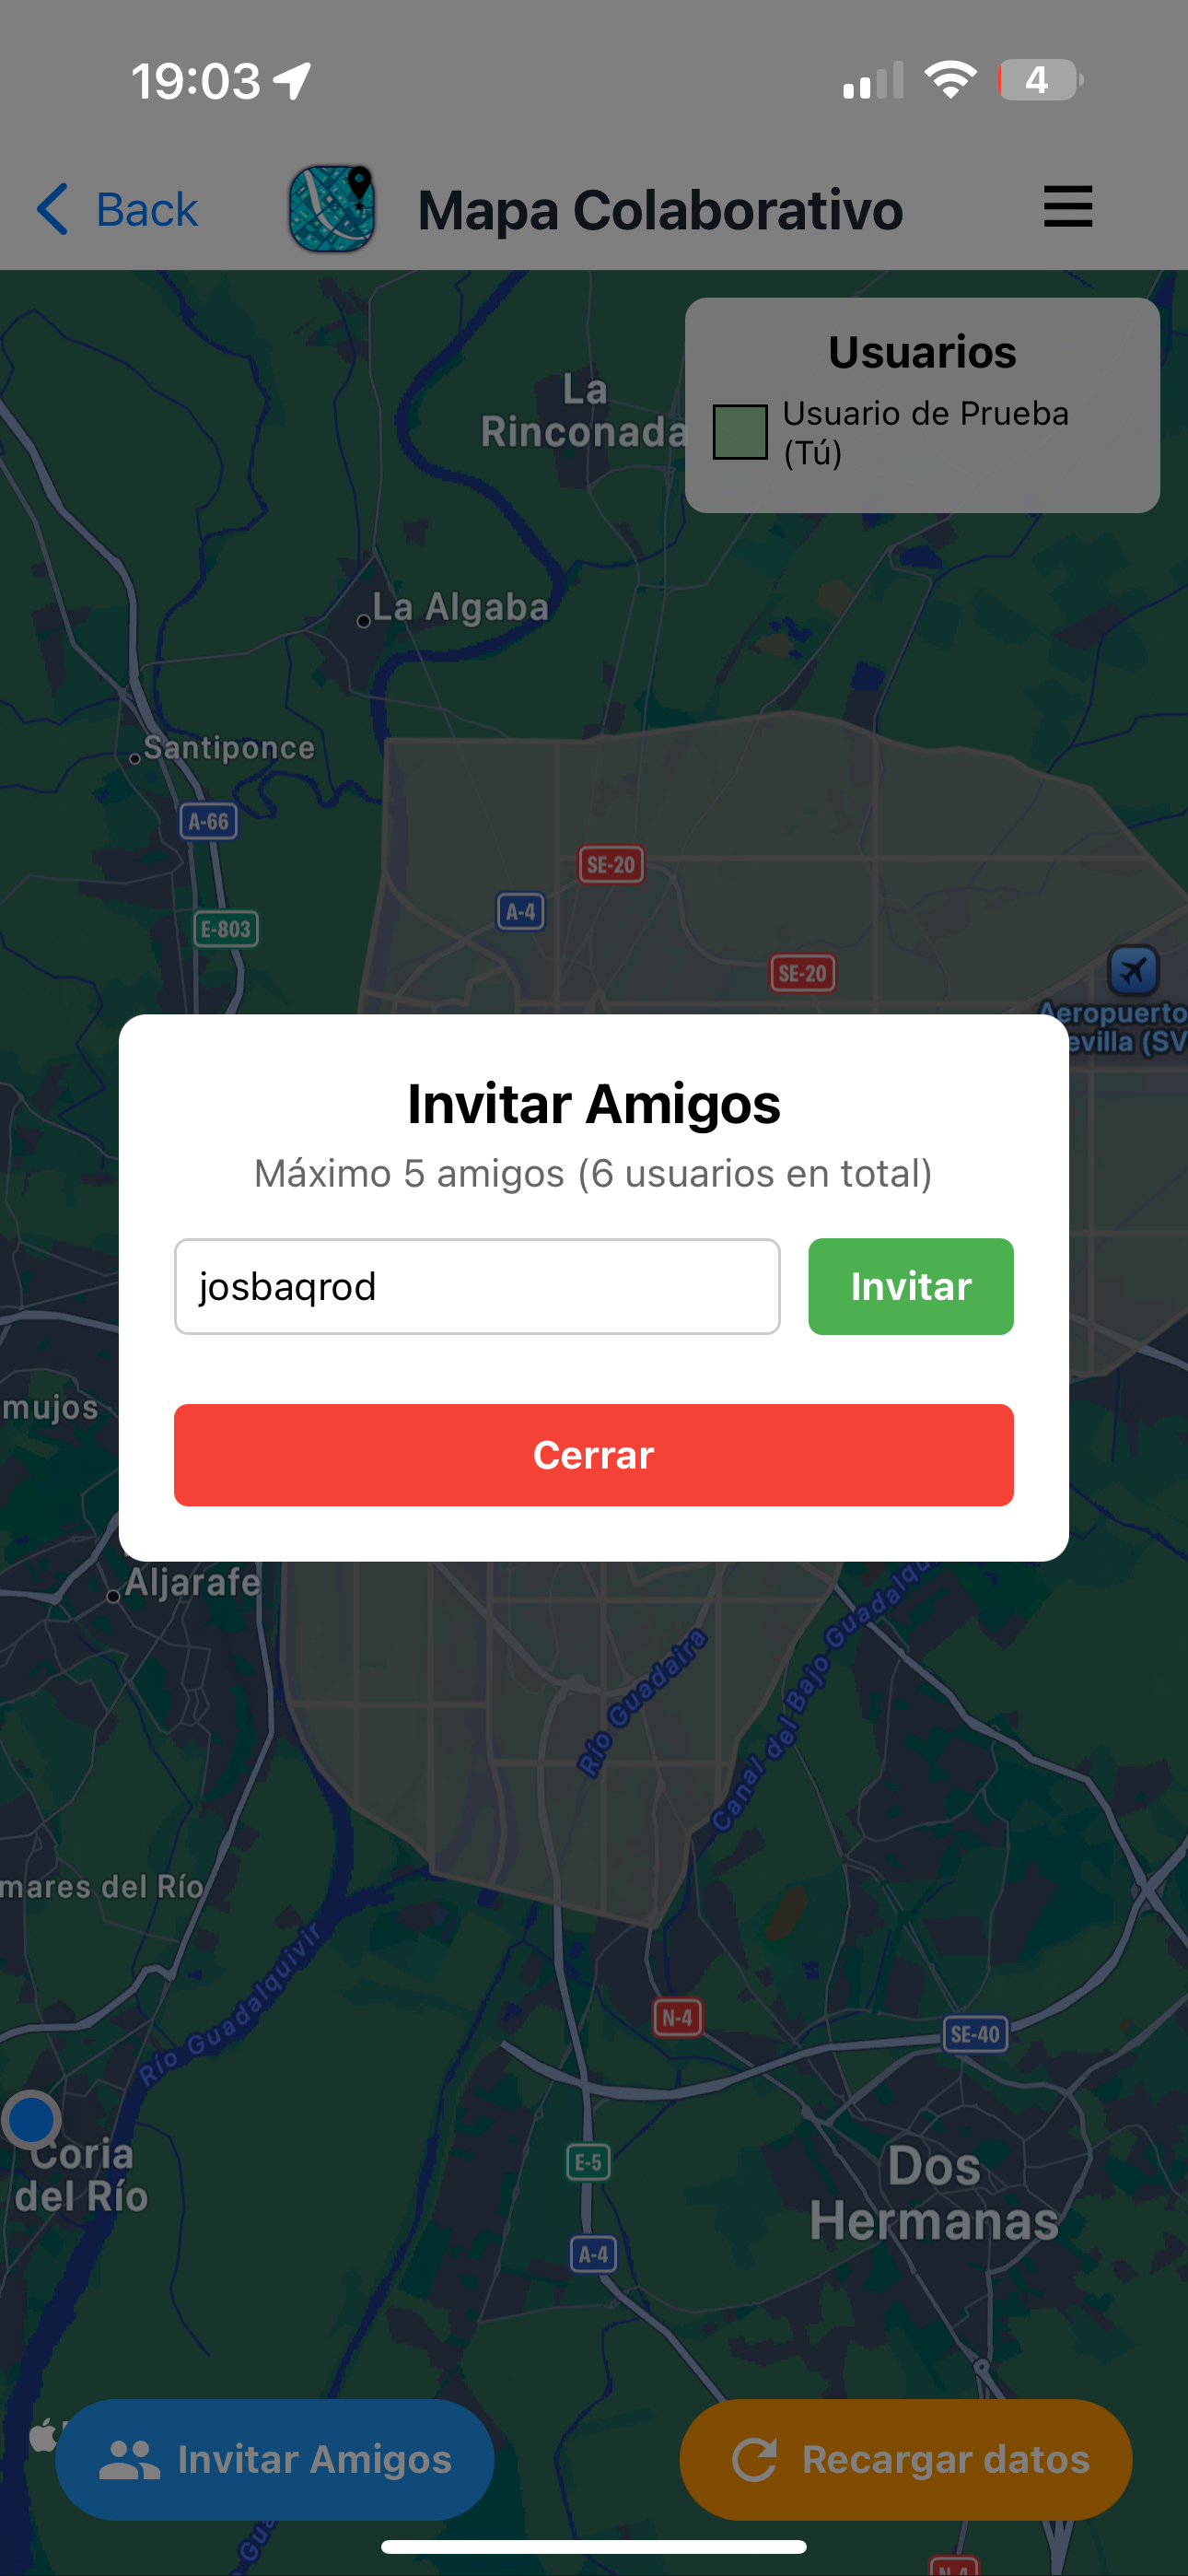 19:03
4
Back
Mapa Colaborativo
Usuarios
Usuario de Prueba
(Tú)
La
Rinconada
La Algaba
Santiponce
A-66
SE-20
A-4
E-803
SE-20
Aeropuerto
evilla (SV
Invitar Amigos
Máximo 5 amigos (6 usuarios en total)
josbaqrod
Invitar
mujos
Cerrar
Aljarafe
Río Guadaira
Canal del Bajo Guadalqu
mares del Río
Río Guadalquivir
N-4
SE-40
Coria
del Río
E-5
Dos
Hermanas
A-4
Invitar Amigos
Recargar datos
Gua
N-4